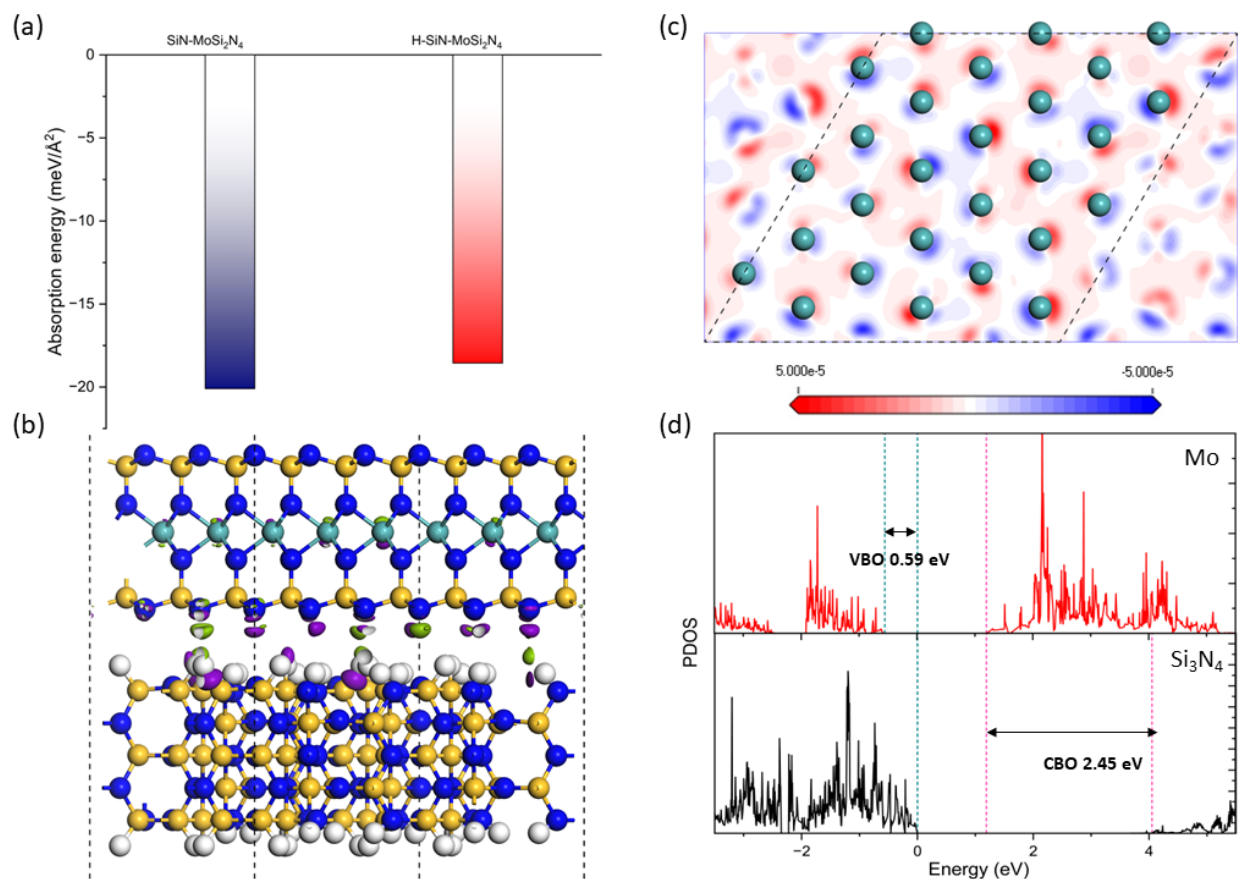 (a)
SiN-MoSi₂N₄
H-SiN-MoSi₂N₄
0
−5
−10
−15
−20
Absorption energy (meV/Å²)
(b)
(c)
5.000e-5
-5.000e-5
(d)
Mo
VBO 0.59 eV
Si₃N₄
CBO 2.45 eV
PDOS
−2
0
2
4
Energy (eV)